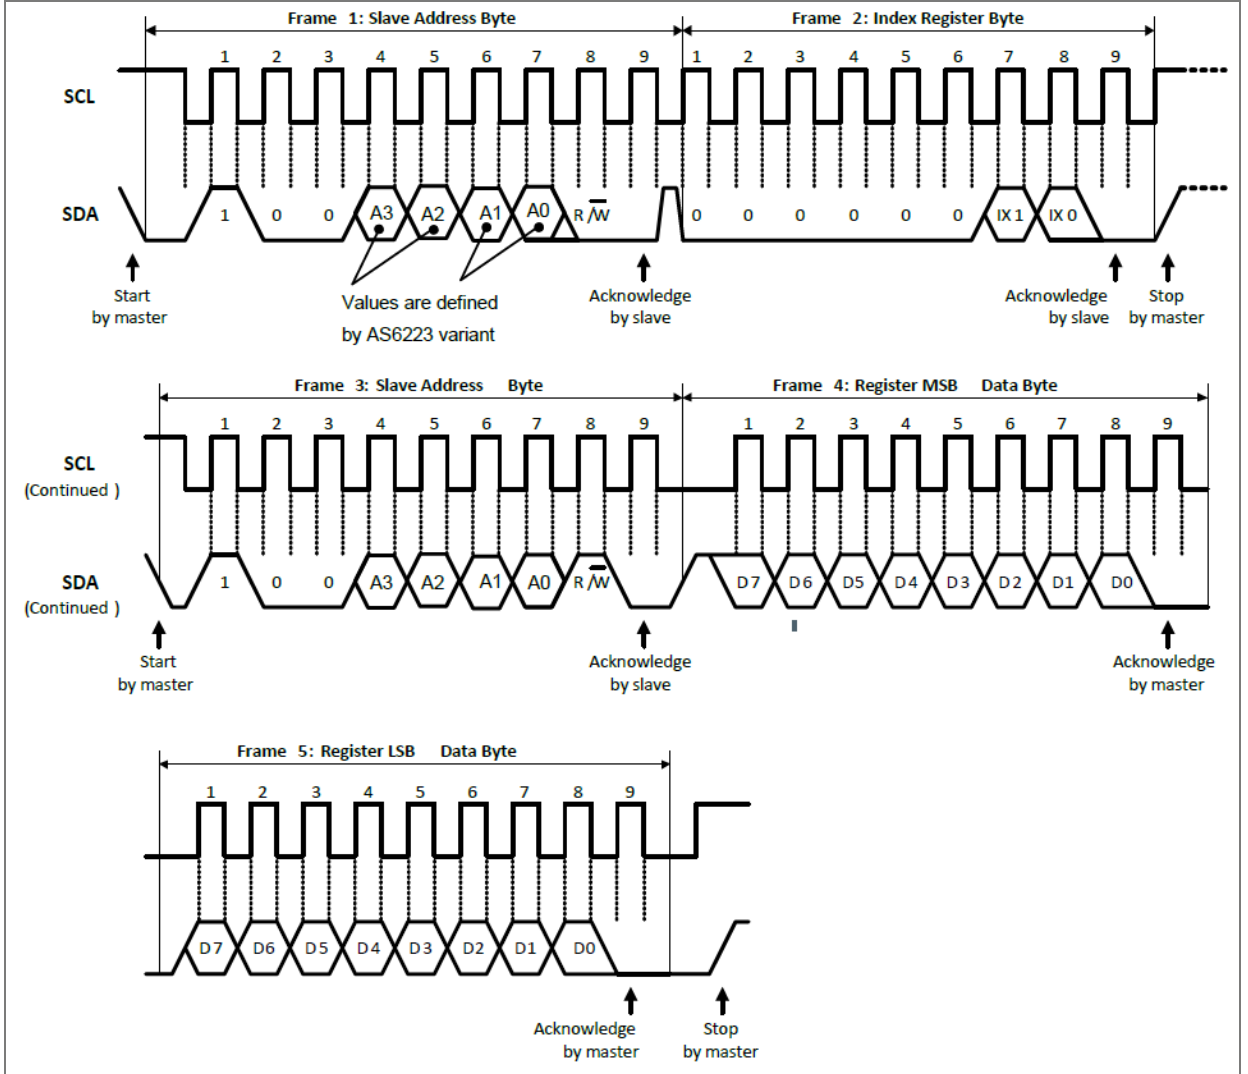 Frame 1: Slave Address Byte Frame 2: Index Register Byte
1 2 3 4 5 6 7 8 9 1 2 3 4 5 6 7 8 9
SCL
SDA 1 0 0 A3 A2 A1 A0 R/W 0 0 0 0 0 0 IX 1 IX 0
Start by master
Values are defined by AS6223 variant
Acknowledge by slave
Acknowledge by slave
Stop by master
Frame 3: Slave Address Byte Frame 4: Register MSB Data Byte
1 2 3 4 5 6 7 8 9 1 2 3 4 5 6 7 8 9
SCL
(Continued )
SDA 1 0 0 A3 A2 A1 A0 R/W D7 D6 D5 D4 D3 D2 D1 D0
(Continued )
Start by master
Acknowledge by slave
Acknowledge by master
Frame 5: Register LSB Data Byte
1 2 3 4 5 6 7 8 9
D7 D6 D5 D4 D3 D2 D1 D0
Acknowledge by master
Stop by master